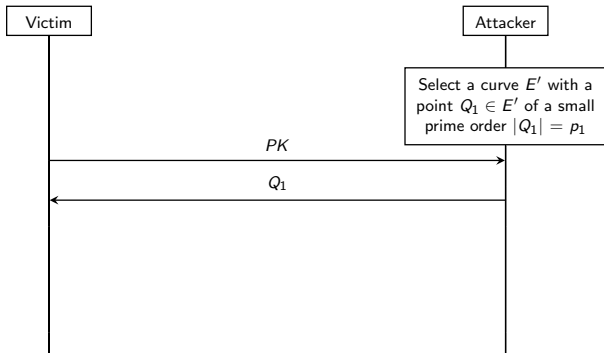 Victim
Attacker
Select a curve E′ with a
point Q₁ ∈ E′ of a small
prime order |Q₁| = p₁
PK
Q₁